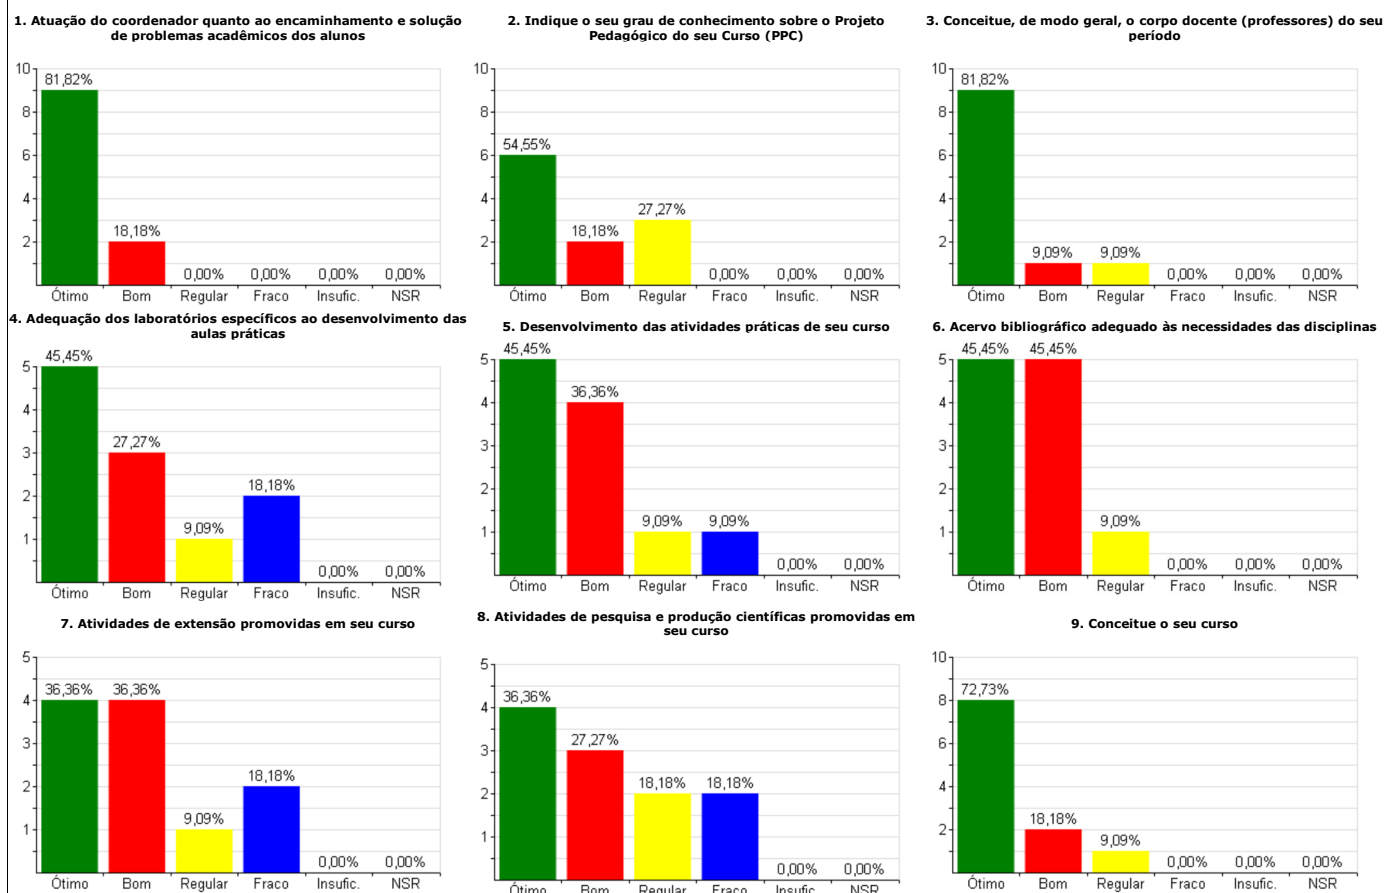 1. Atuação do coordenador quanto ao encaminhamento e solução
de problemas acadêmicos dos alunos
10
8
6
4
2
81,82%
18,18%
0,00%
0,00%
0,00%
0,00%
Ótimo
Bom
Regular
Fraco
Insufic.
NSR
2. Indique o seu grau de conhecimento sobre o Projeto
Pedagógico do seu Curso (PPC)
10
8
6
4
2
54,55%
18,18%
27,27%
0,00%
0,00%
0,00%
Ótimo
Bom
Regular
Fraco
Insufic.
NSR
3. Conceitue, de modo geral, o corpo docente (professores) do seu
período
10
8
6
4
2
81,82%
9,09%
9,09%
0,00%
0,00%
0,00%
Ótimo
Bom
Regular
Fraco
Insufic.
NSR
4. Adequação dos laboratórios específicos ao desenvolvimento das
aulas práticas
5
4
3
2
1
45,45%
27,27%
9,09%
18,18%
0,00%
0,00%
Ótimo
Bom
Regular
Fraco
Insufic.
NSR
5. Desenvolvimento das atividades práticas de seu curso
5
4
3
2
1
45,45%
36,36%
9,09%
9,09%
0,00%
0,00%
Ótimo
Bom
Regular
Fraco
Insufic.
NSR
6. Acervo bibliográfico adequado às necessidades das disciplinas
5
4
3
2
1
45,45%
45,45%
9,09%
0,00%
0,00%
0,00%
Ótimo
Bom
Regular
Fraco
Insufic.
NSR
7. Atividades de extensão promovidas em seu curso
5
4
3
2
1
36,36%
36,36%
9,09%
18,18%
0,00%
0,00%
Ótimo
Bom
Regular
Fraco
Insufic.
NSR
8. Atividades de pesquisa e produção científicas promovidas em
seu curso
5
4
3
2
1
36,36%
27,27%
18,18%
18,18%
0,00%
0,00%
Ótimo
Bom
Regular
Fraco
Insufic.
NSR
9. Conceitue o seu curso
10
8
6
4
2
72,73%
18,18%
9,09%
0,00%
0,00%
0,00%
Ótimo
Bom
Regular
Fraco
Insufic.
NSR